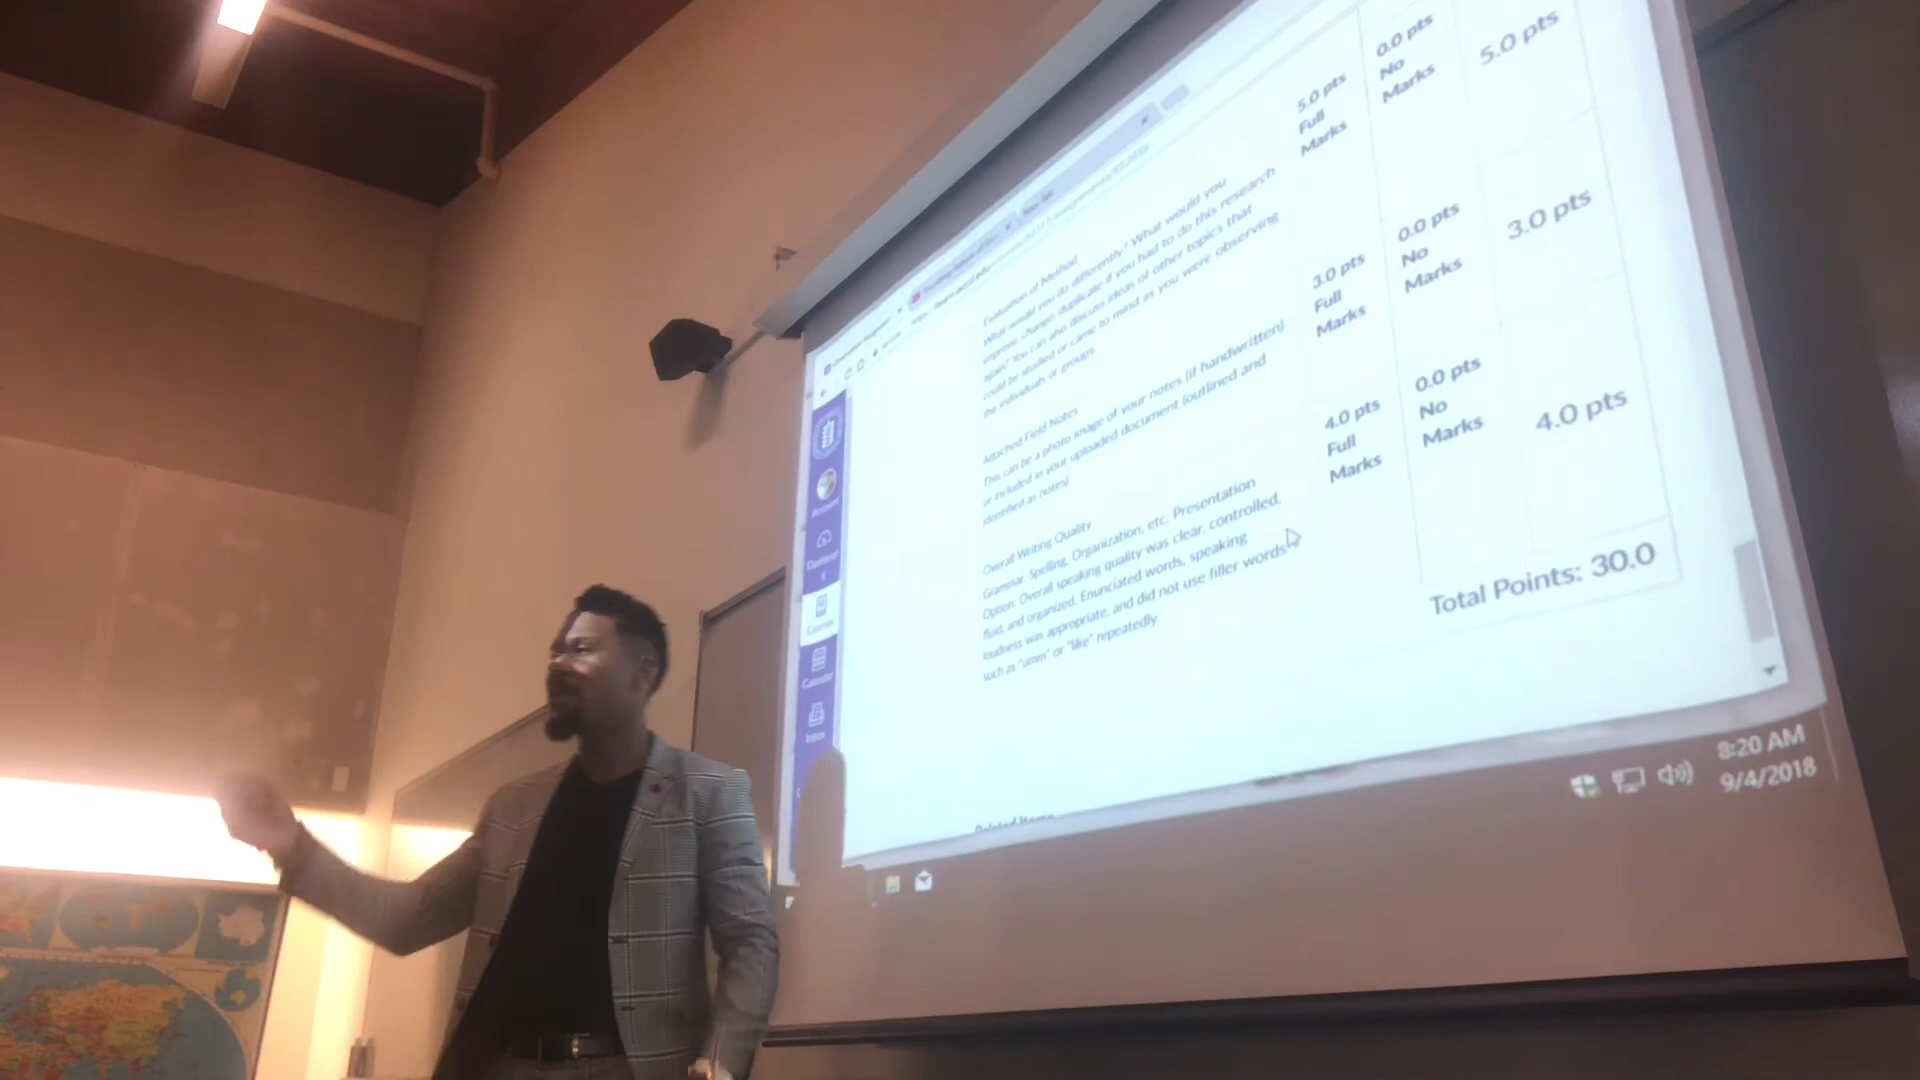 5.0 pts
Full
Marks
0.0 pts
No
Marks
5.0 pts
Evaluation of Method
What would you do differently? What would you
improve, change, duplicate if you had to do this research
again? You can also discuss ideas of other topics that
could be studied or came to mind as you were observing
the individuals or groups.
3.0 pts
Full
Marks
0.0 pts
No
Marks
3.0 pts
Attached Field Notes
This can be a photo image of your notes (if handwritten)
or included in your uploaded document (outlined and
identified as notes)
4.0 pts
Full
Marks
0.0 pts
No
Marks
4.0 pts
Overall Writing Quality
Grammar, Spelling, Organization, etc. Presentation
Option: Overall speaking quality was clear, controlled,
fluid, and organized. Enunciated words, speaking
loudness was appropriate, and did not use filler words
such as "umm" or "like" repeatedly.
Total Points: 30.0
Account
Courses
Calendar
Inbox
Related Items
8:20 AM
9/4/2018